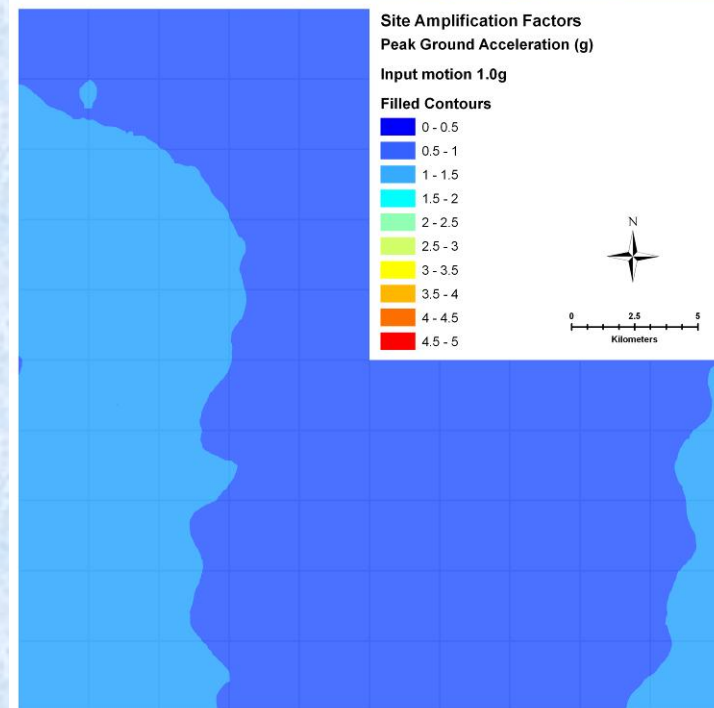 Site Amplification Factors
Peak Ground Acceleration (g)
Input motion 1.0g
Filled Contours
0 - 0.5
0.5 - 1
1 - 1.5
1.5 - 2
2 - 2.5
2.5 - 3
3 - 3.5
3.5 - 4
4 - 4.5
4.5 - 5
N
0 2.5 5
Kilometers